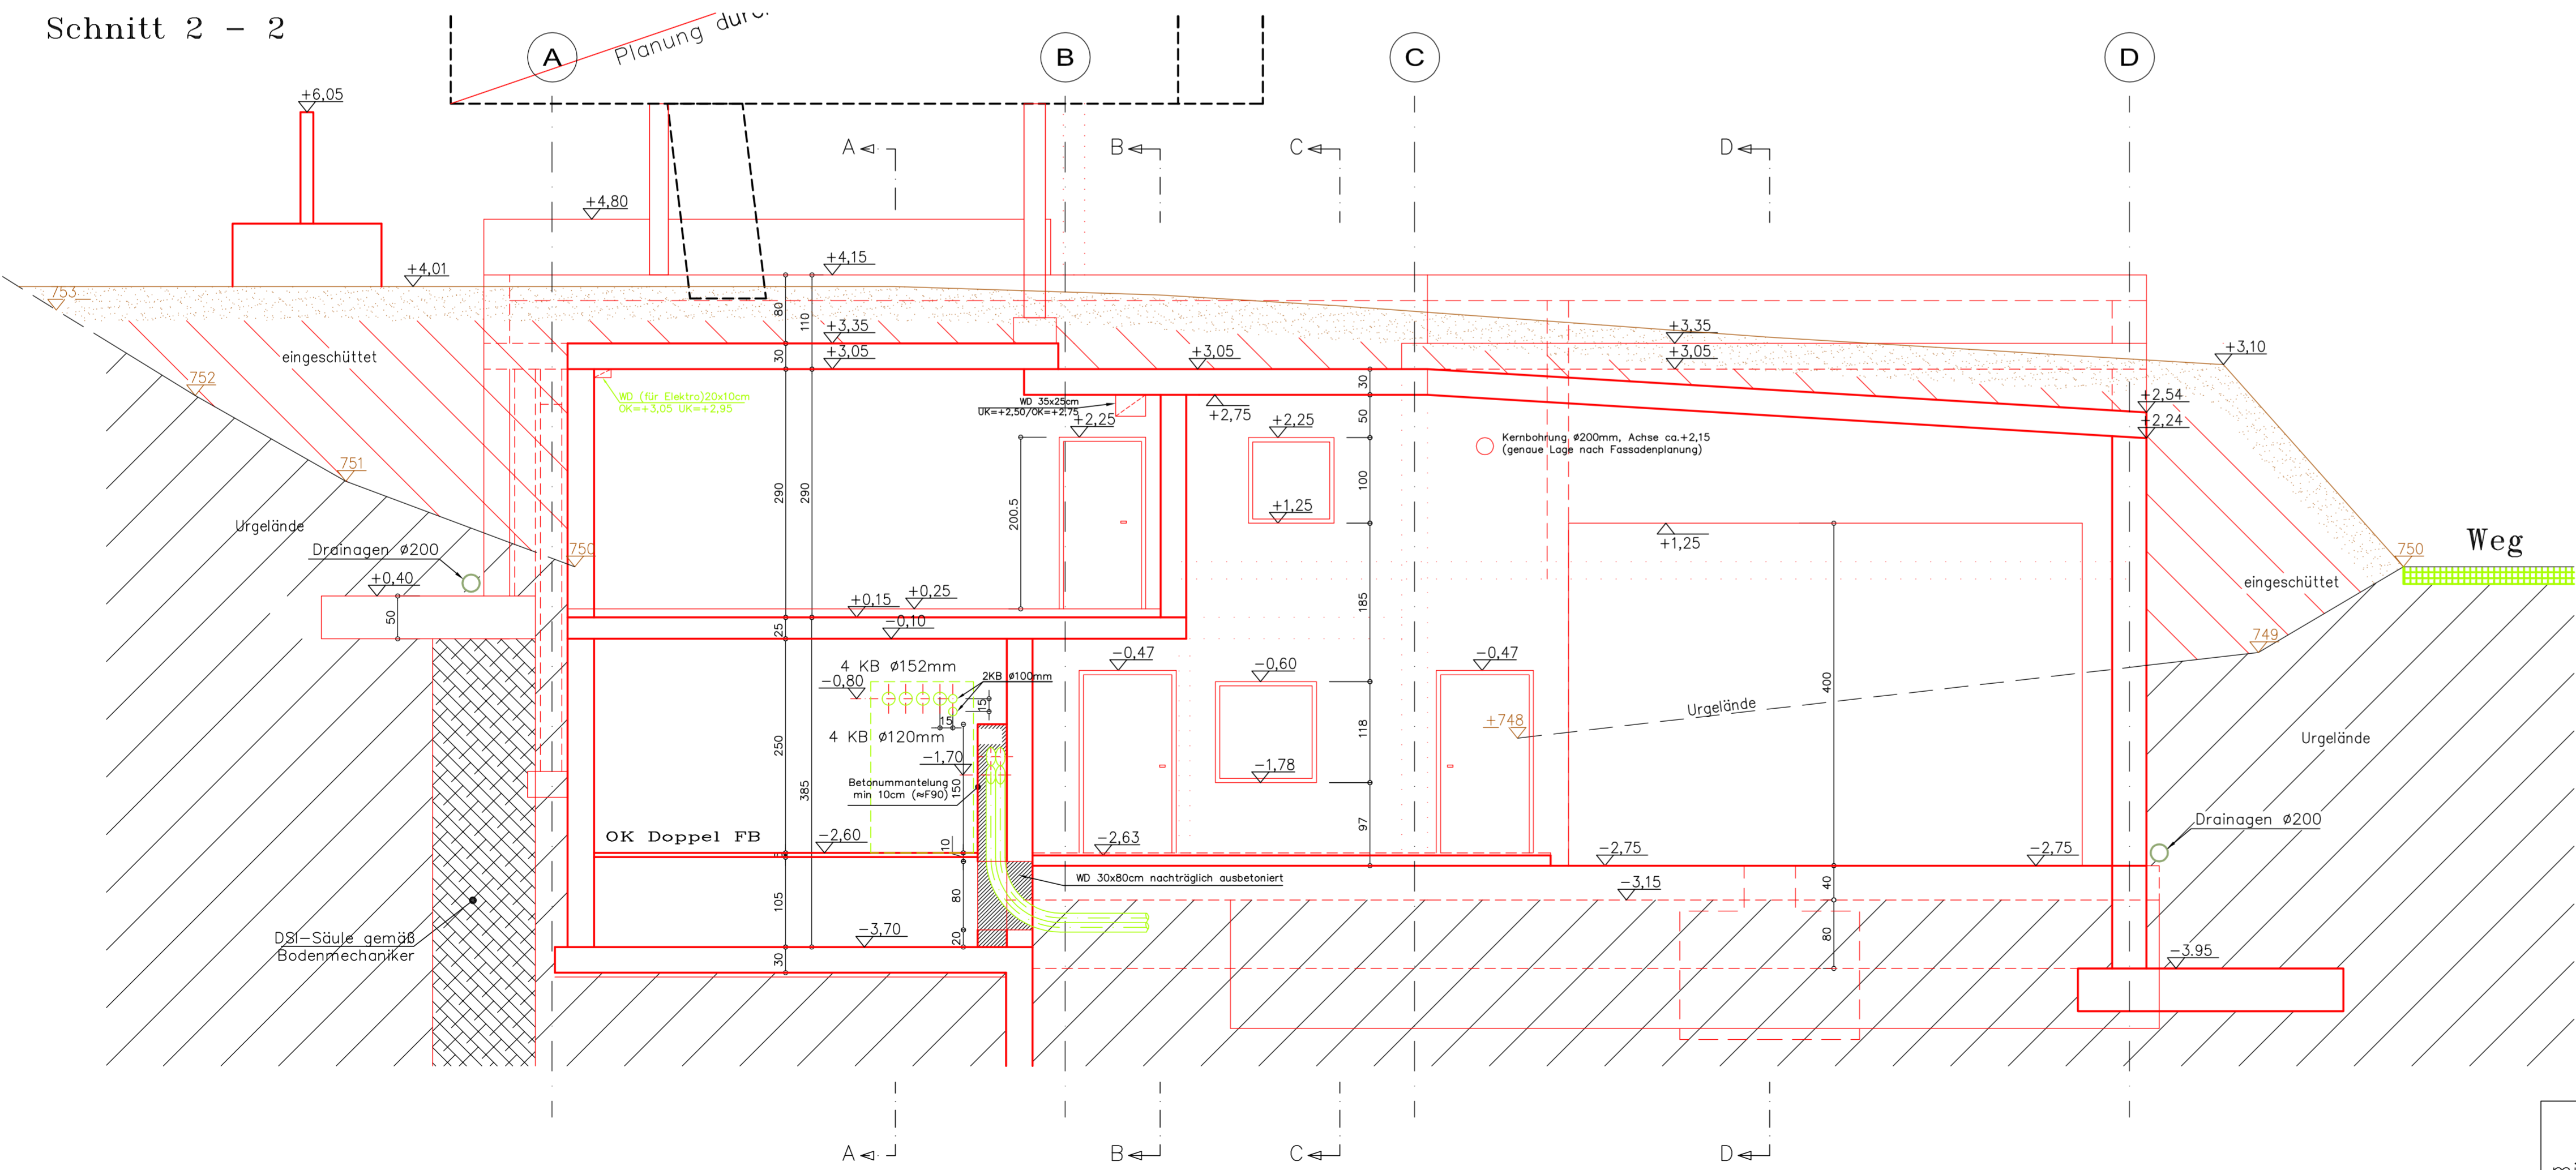 Schnitt 2 - 2
Planung
A
B
C
D
+6,05
A
B
C
D
+4,80
+4,15
+4,01
753
80
110
+3,35
+3,35
+3,10
eingeschüttet
30
+3,05
+3,05
+3,05
752
WD (für Elektro)20x10cm
OK=+3,05 UK=+2,95
WD 35x25cm
UK=+2,50/OK=+2,75
30
+2,75
50
+2,54
+2,24
+2,25
+2,25
Kernbohrung ø200mm, Achse ca.+2,15
(genaue Lage nach Fassadenplanung)
751
290
290
200.5
100
+1,25
+1,25
Urgelände
Drainagen ø200
750
750
Weg
+0,40
50
+0,15
+0,25
185
eingeschüttet
25
-0,10
749
4 KB ø152mm
2KB ø100mm
-0,80
-0,47
-0,60
-0,47
400
15
15
Urgelände
+748
4 KB ø120mm
250
118
Urgelände
-1,70
-1,78
Betonummantelung
min 10cm (≈F90)
150
385
OK Doppel FB
-2,60
10
-2,63
97
Drainagen ø200
5
-2,75
-2,75
WD 30x80cm nachträglich ausbetoniert
-3,15
40
105
80
DSI-Säule gemäß
Bodenmechaniker
-3,70
20
80
30
-3.95
A
B
C
D